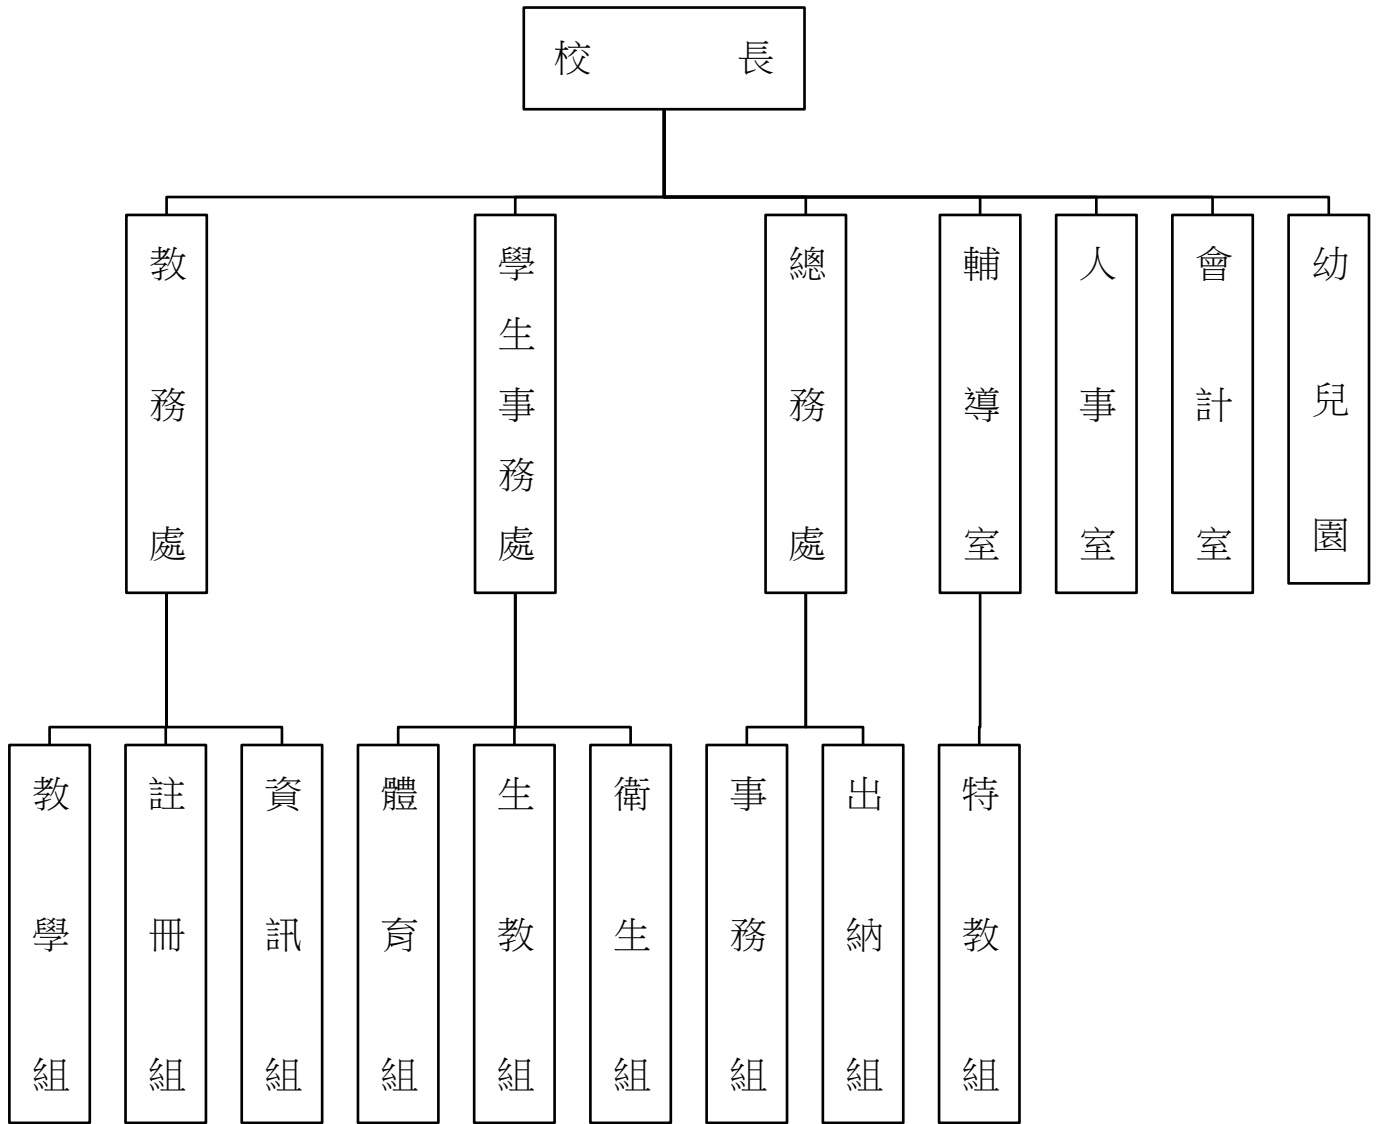 校長
教務處
學生事務處
總務處
輔導室
人事室
會計室
幼兒園
教學組
註冊組
資訊組
體育組
生教組
衛生組
事務組
出納組
特教組